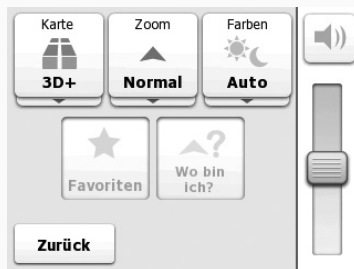 Karte
Zoom
Farben
3D+
Normal
Auto
Favoriten
Wo bin
ich?
Zurück